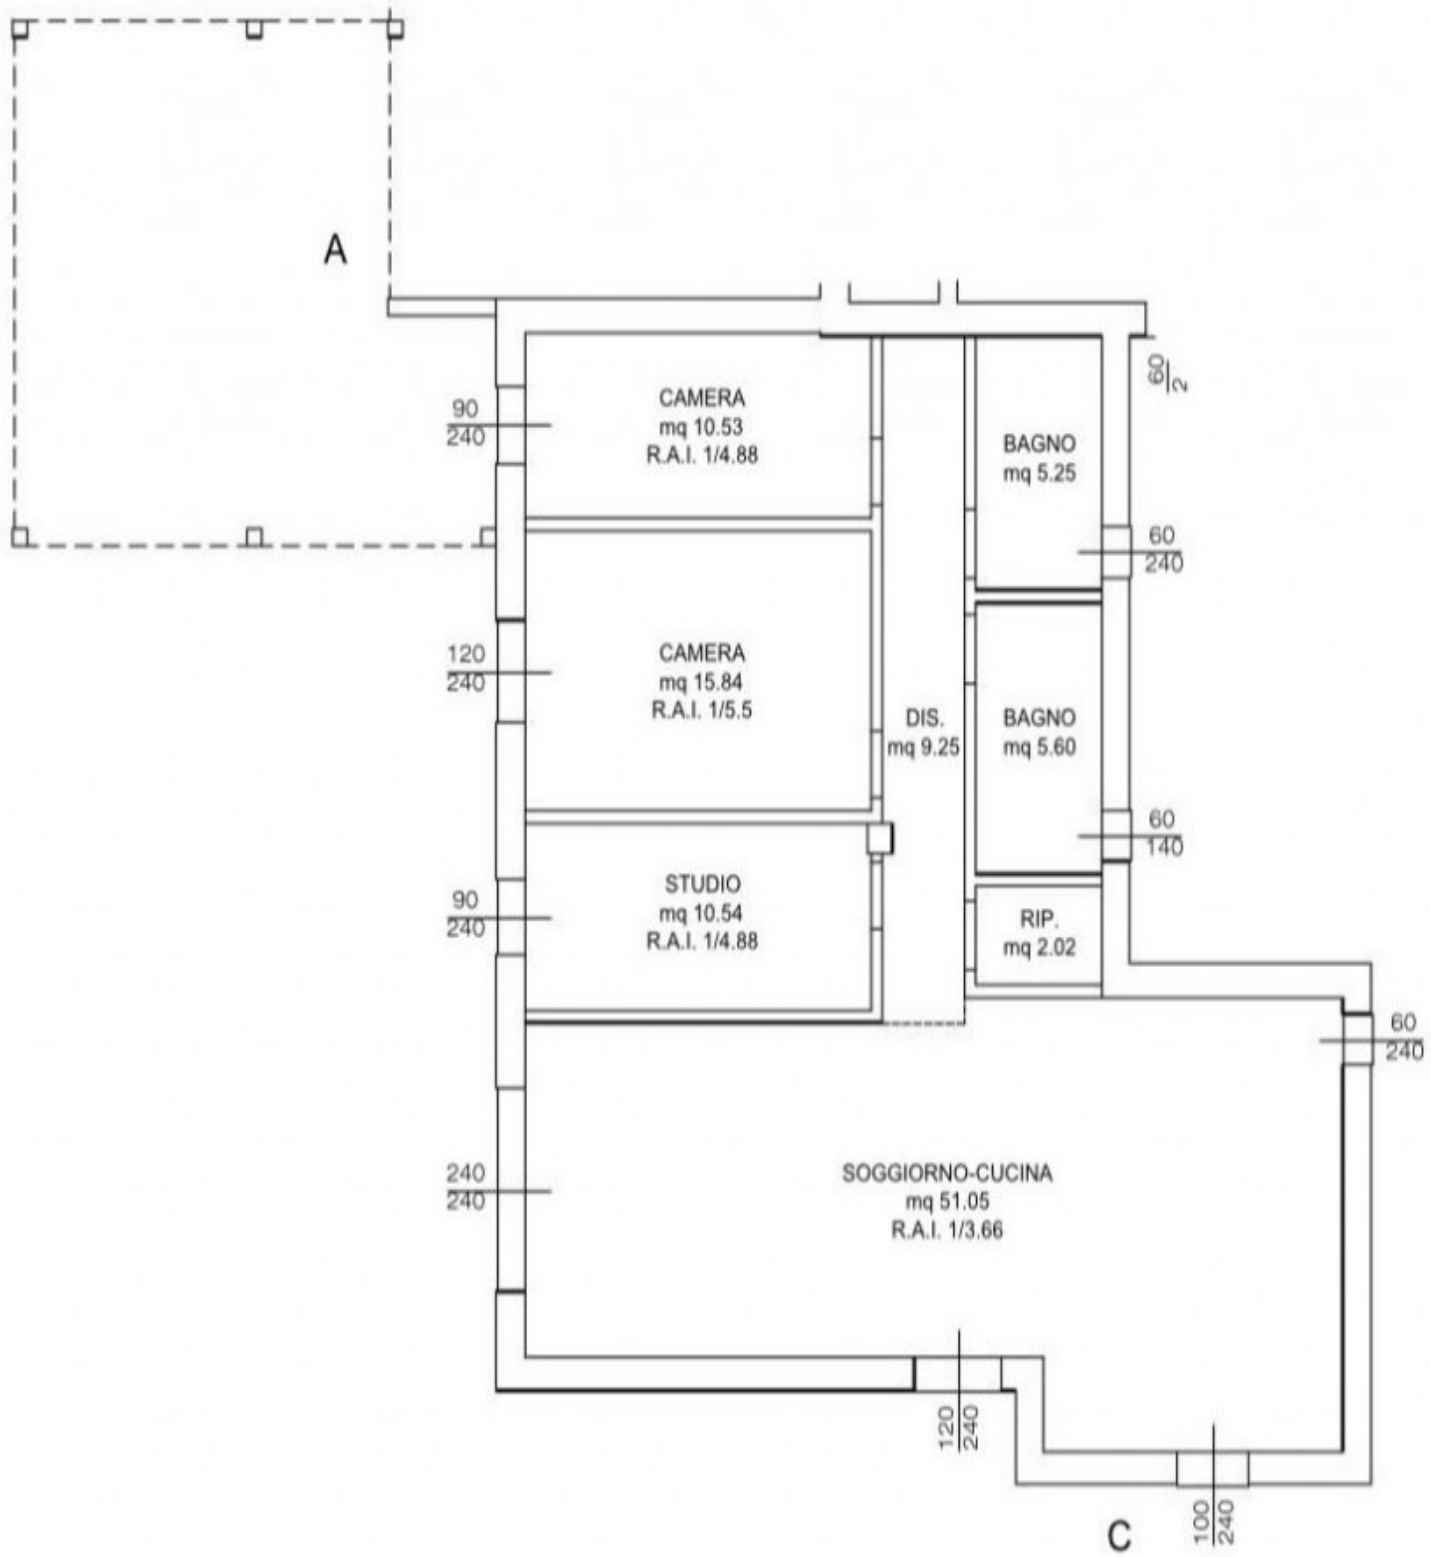 A
60
2
90
240
CAMERA
mq 10.53
R.A.I. 1/4.88
BAGNO
mq 5.25
60
240
120
240
CAMERA
mq 15.84
R.A.I. 1/5.5
DIS.
mq 9.25
BAGNO
mq 5.60
60
140
90
240
STUDIO
mq 10.54
R.A.I. 1/4.88
RIP.
mq 2.02
60
240
240
240
SOGGIORNO-CUCINA
mq 51.05
R.A.I. 1/3.66
120
240
C
100
240